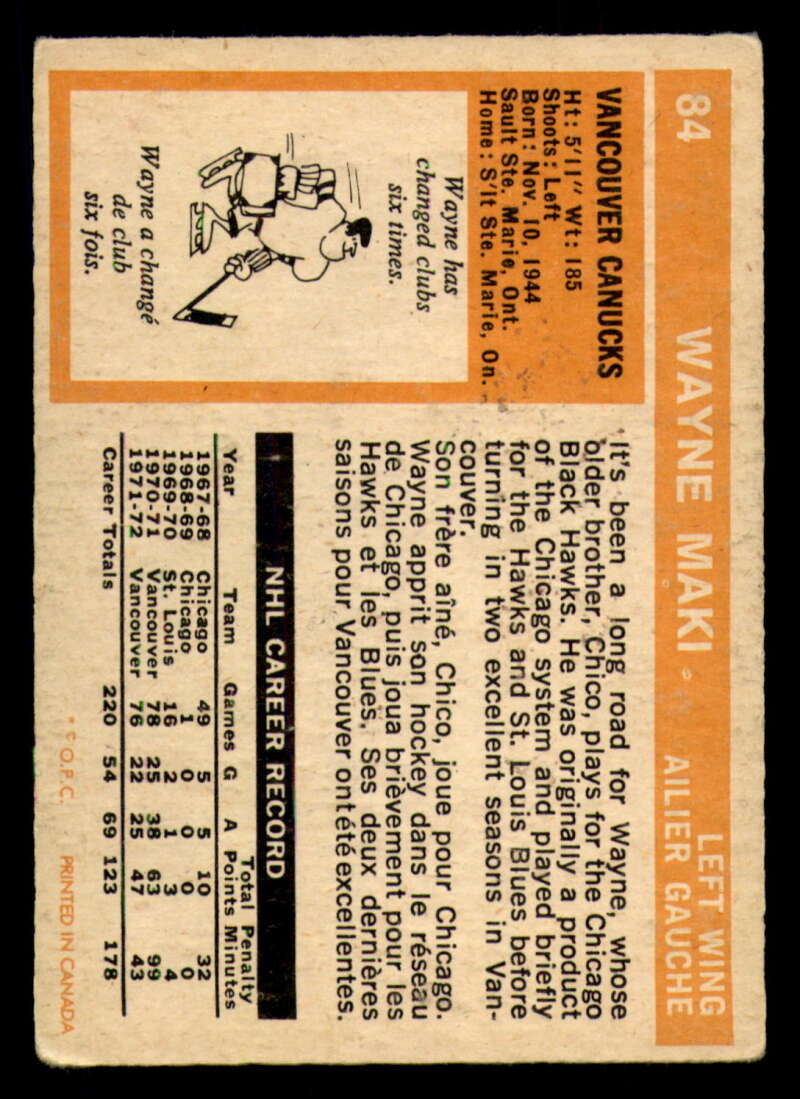 84 WAYNE MAKI LEFT WING
AILIER GAUCHE
VANCOUVER CANUCKS
Ht: 5'11" Wt: 185
Shoots: Left
Born: Nov. 10, 1944
Sault Ste. Marie, Ont.
Home: S'lt Ste. Marie, On.
Wayne has
changed clubs
six times.
Wayne a changé
de club
six fois.
It's been a long road for Wayne, whose
older brother, Chico, plays for the Chicago
Black Hawks. He was originally a product
of the Chicago system and played briefly
for the Hawks and St. Louis Blues before
turning in two excellent seasons in Van-
couver.
Son frère aîné, Chico, joue pour Chicago.
Wayne apprit son hockey dans le réseau
de Chicago, puis joua brièvement pour les
Hawks et les Blues. Ses deux dernières
saisons pour Vancouver ont été excellentes.
NHL CAREER RECORD
Total Penalty
Year Team Games G A Points Minutes
1967-68 Chicago 49 5 5 10 32
1968-69 Chicago 1 0 0 0 0
1969-70 St. Louis 16 2 1 3 4
1970-71 Vancouver 78 25 38 63 99
1971-72 Vancouver 76 22 25 47 43
Career Totals 220 54 69 123 178
* © O.P.C. PRINTED IN CANADA